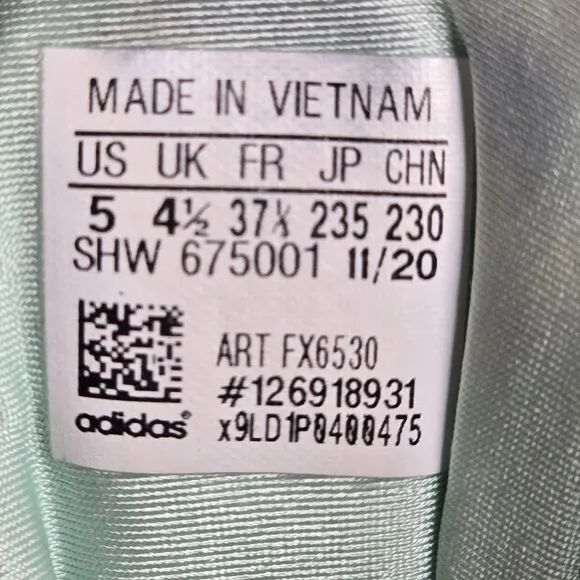 MADE IN VIETNAM
US UK FR JP CHN
5 4½ 37⅓ 235 230
SHW 675001 11/20
ART FX6530
#126918931
adidas® x9LD1P0400475